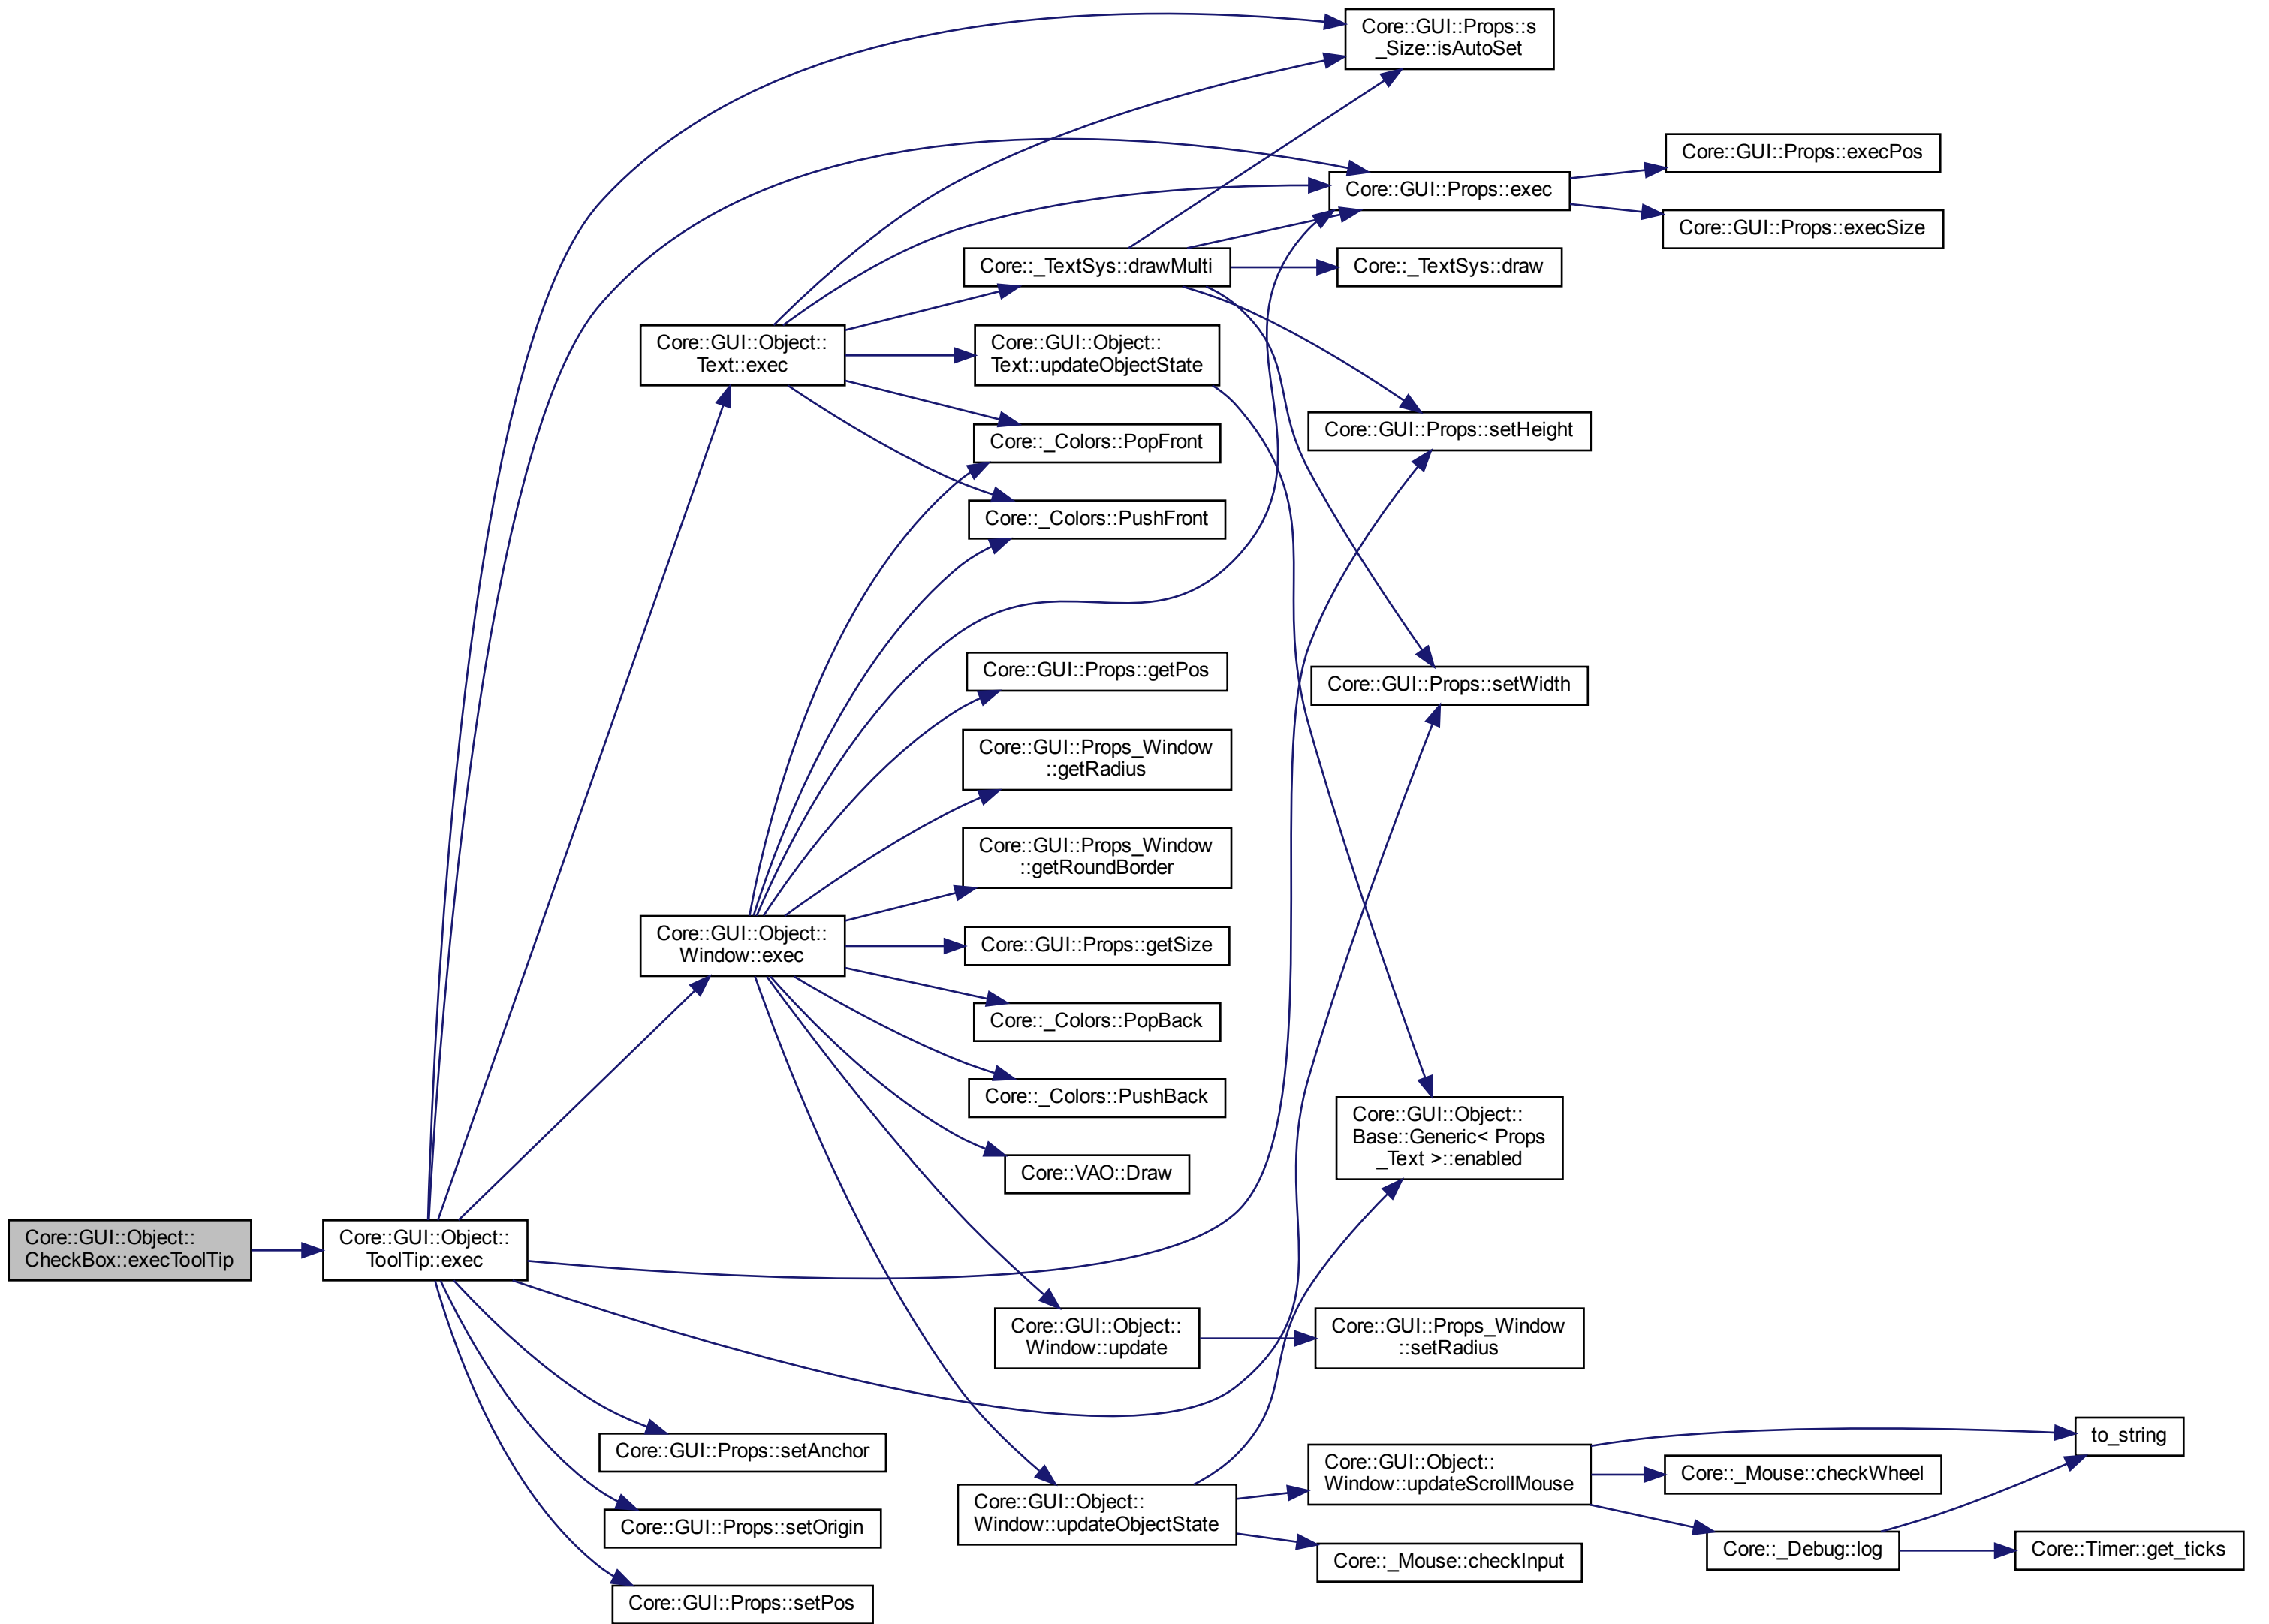 Core::GUI::Object::
CheckBox::execToolTip
Core::GUI::Object::
ToolTip::exec
Core::GUI::Object::
Text::exec
Core::GUI::Object::
Window::exec
Core::GUI::Props::setAnchor
Core::GUI::Props::setOrigin
Core::GUI::Props::setPos
Core::_TextSys::drawMulti
Core::GUI::Object::
Text::updateObjectState
Core::_Colors::PopFront
Core::_Colors::PushFront
Core::GUI::Props::getPos
Core::GUI::Props_Window
::getRadius
Core::GUI::Props_Window
::getRoundBorder
Core::GUI::Props::getSize
Core::_Colors::PopBack
Core::_Colors::PushBack
Core::VAO::Draw
Core::GUI::Object::
Window::update
Core::GUI::Object::
Window::updateObjectState
Core::GUI::Props::s
_Size::isAutoSet
Core::GUI::Props::exec
Core::_TextSys::draw
Core::GUI::Props::setHeight
Core::GUI::Props::setWidth
Core::GUI::Object::
Base::Generic< Props
_Text >::enabled
Core::GUI::Props_Window
::setRadius
Core::GUI::Object::
Window::updateScrollMouse
Core::_Mouse::checkInput
Core::GUI::Props::execPos
Core::GUI::Props::execSize
Core::_Mouse::checkWheel
Core::_Debug::log
to_string
Core::Timer::get_ticks